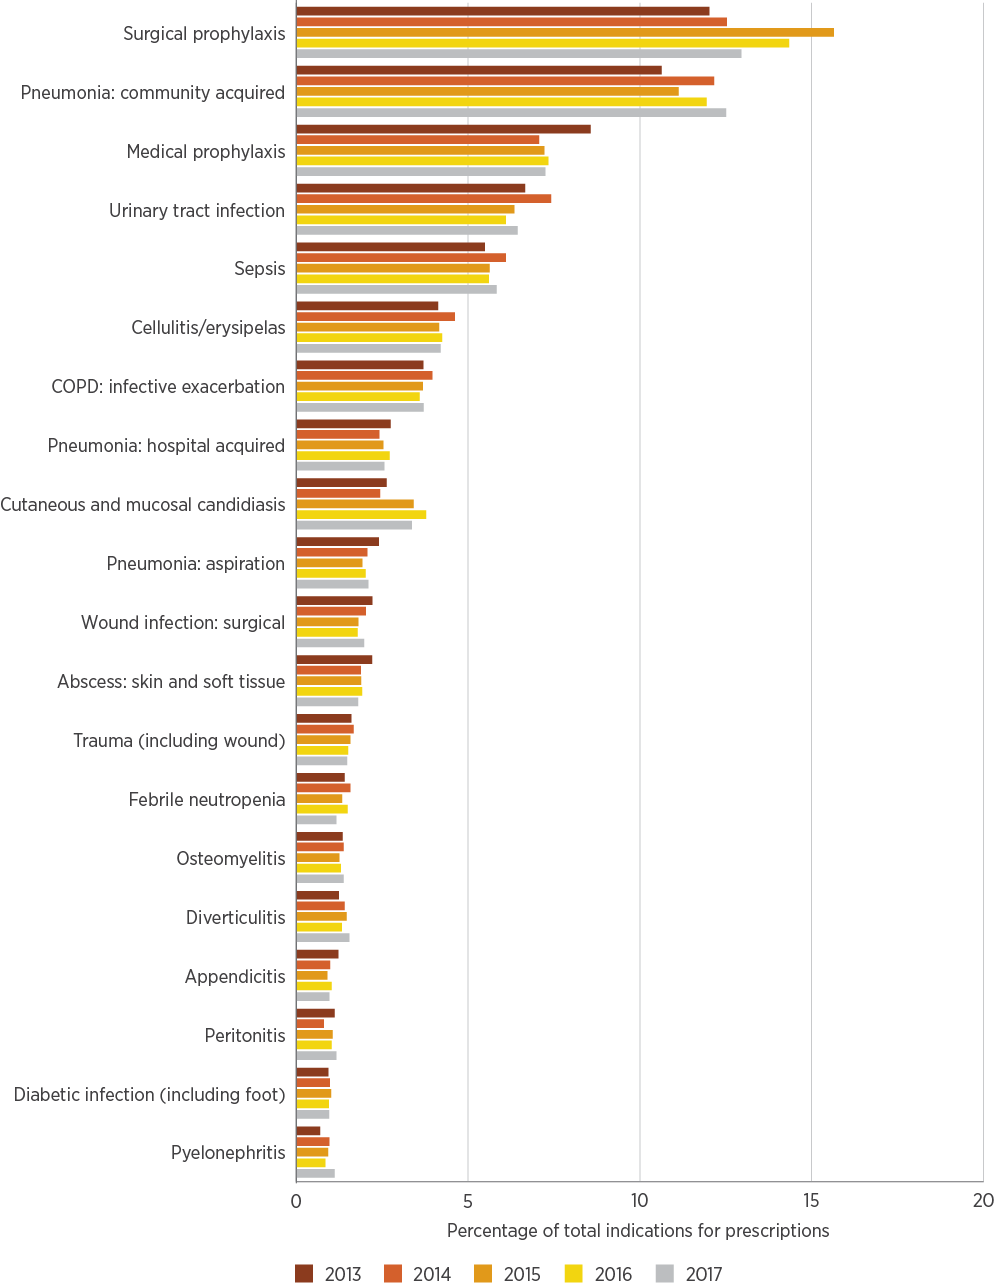 Surgical prophylaxis
Pneumonia: community acquired
Medical prophylaxis
Urinary tract infection
Sepsis
Cellulitis/erysipelas
COPD: infective exacerbation
Pneumonia: hospital acquired
Cutaneous and mucosal candidiasis
Pneumonia: aspiration
Wound infection: surgical
Abscess: skin and soft tissue
Trauma (including wound)
Febrile neutropenia
Osteomyelitis
Diverticulitis
Appendicitis
Peritonitis
Diabetic infection (including foot)
Pyelonephritis
0 5 10 15 20
Percentage of total indications for prescriptions
2013 2014 2015 2016 2017